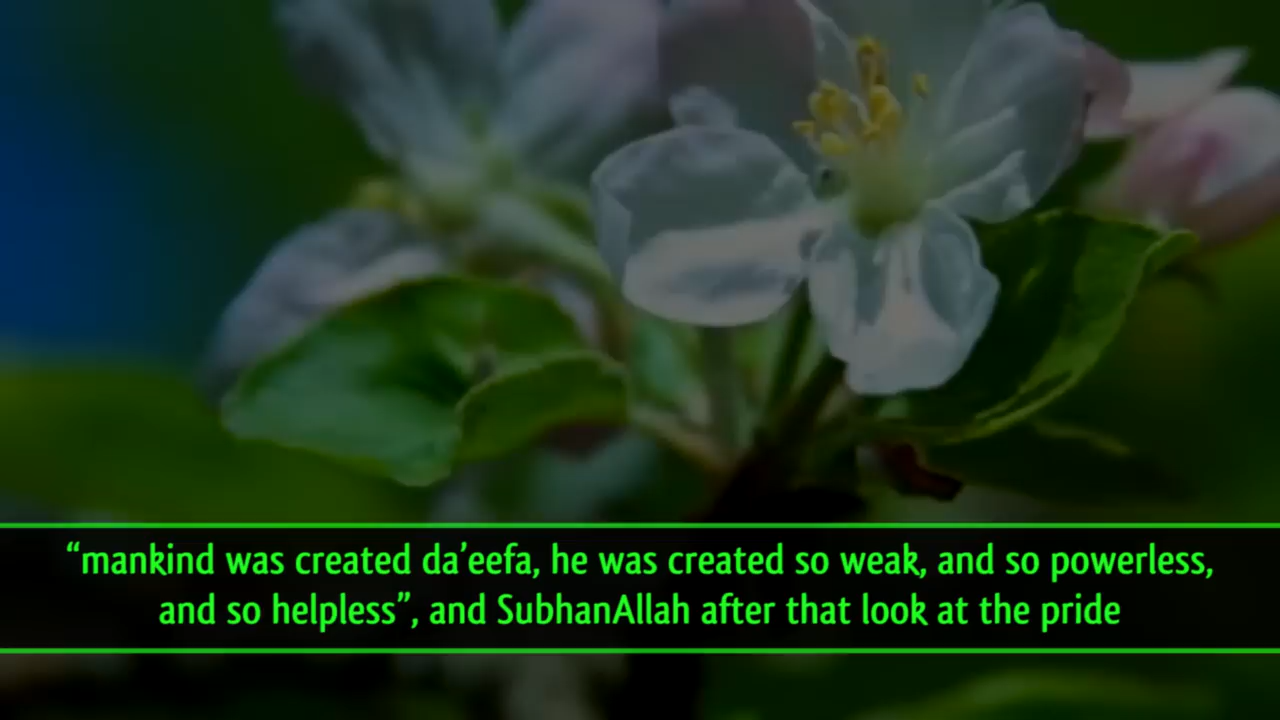 “mankind was created da’eefa, he was created so weak, and so powerless,
and so helpless”, and SubhanAllah after that look at the pride